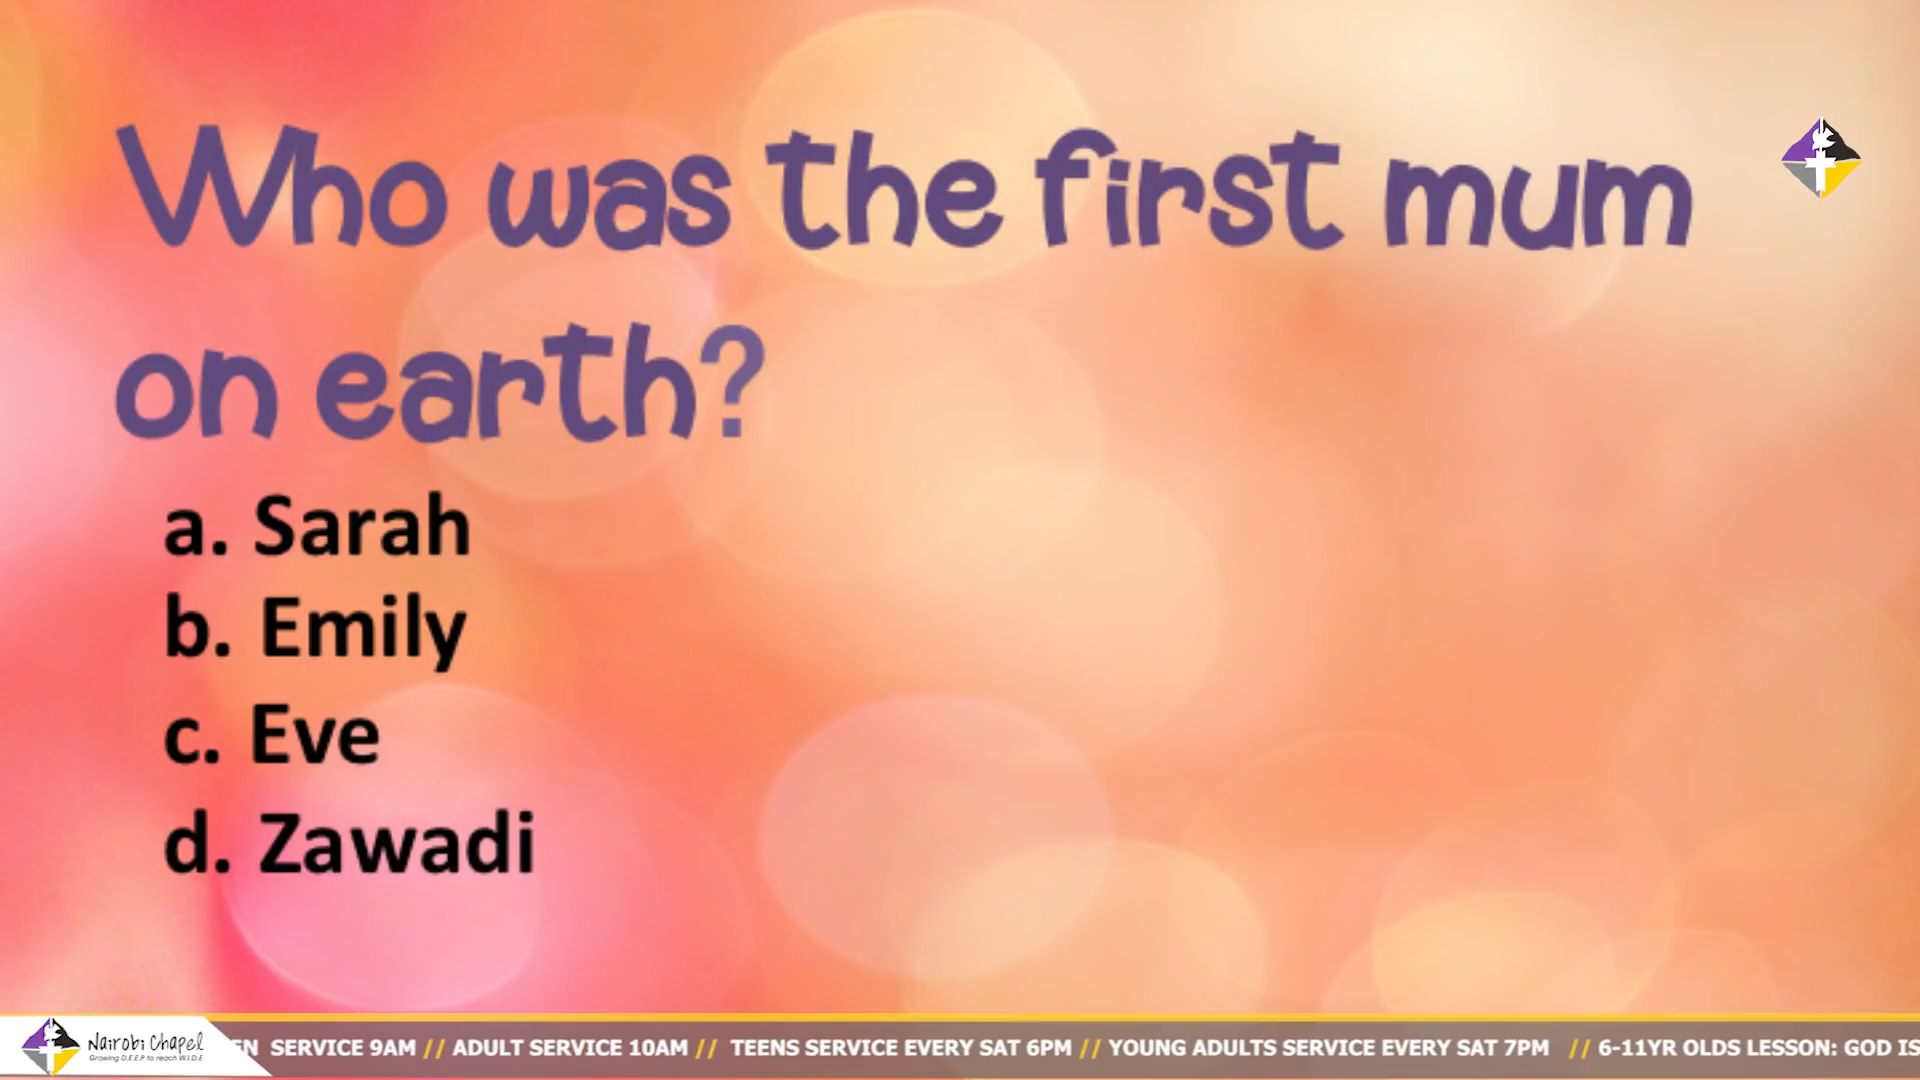 Who was the first mum
on earth?
a. Sarah
b. Emily
c. Eve
d. Zawadi
Nairobi Chapel
Growing D.E.E.P to reach W.I.D.E
EN SERVICE 9AM // ADULT SERVICE 10AM // TEENS SERVICE EVERY SAT 6PM // YOUNG ADULTS SERVICE EVERY SAT 7PM // 6-11YR OLDS LESSON: GOD IS